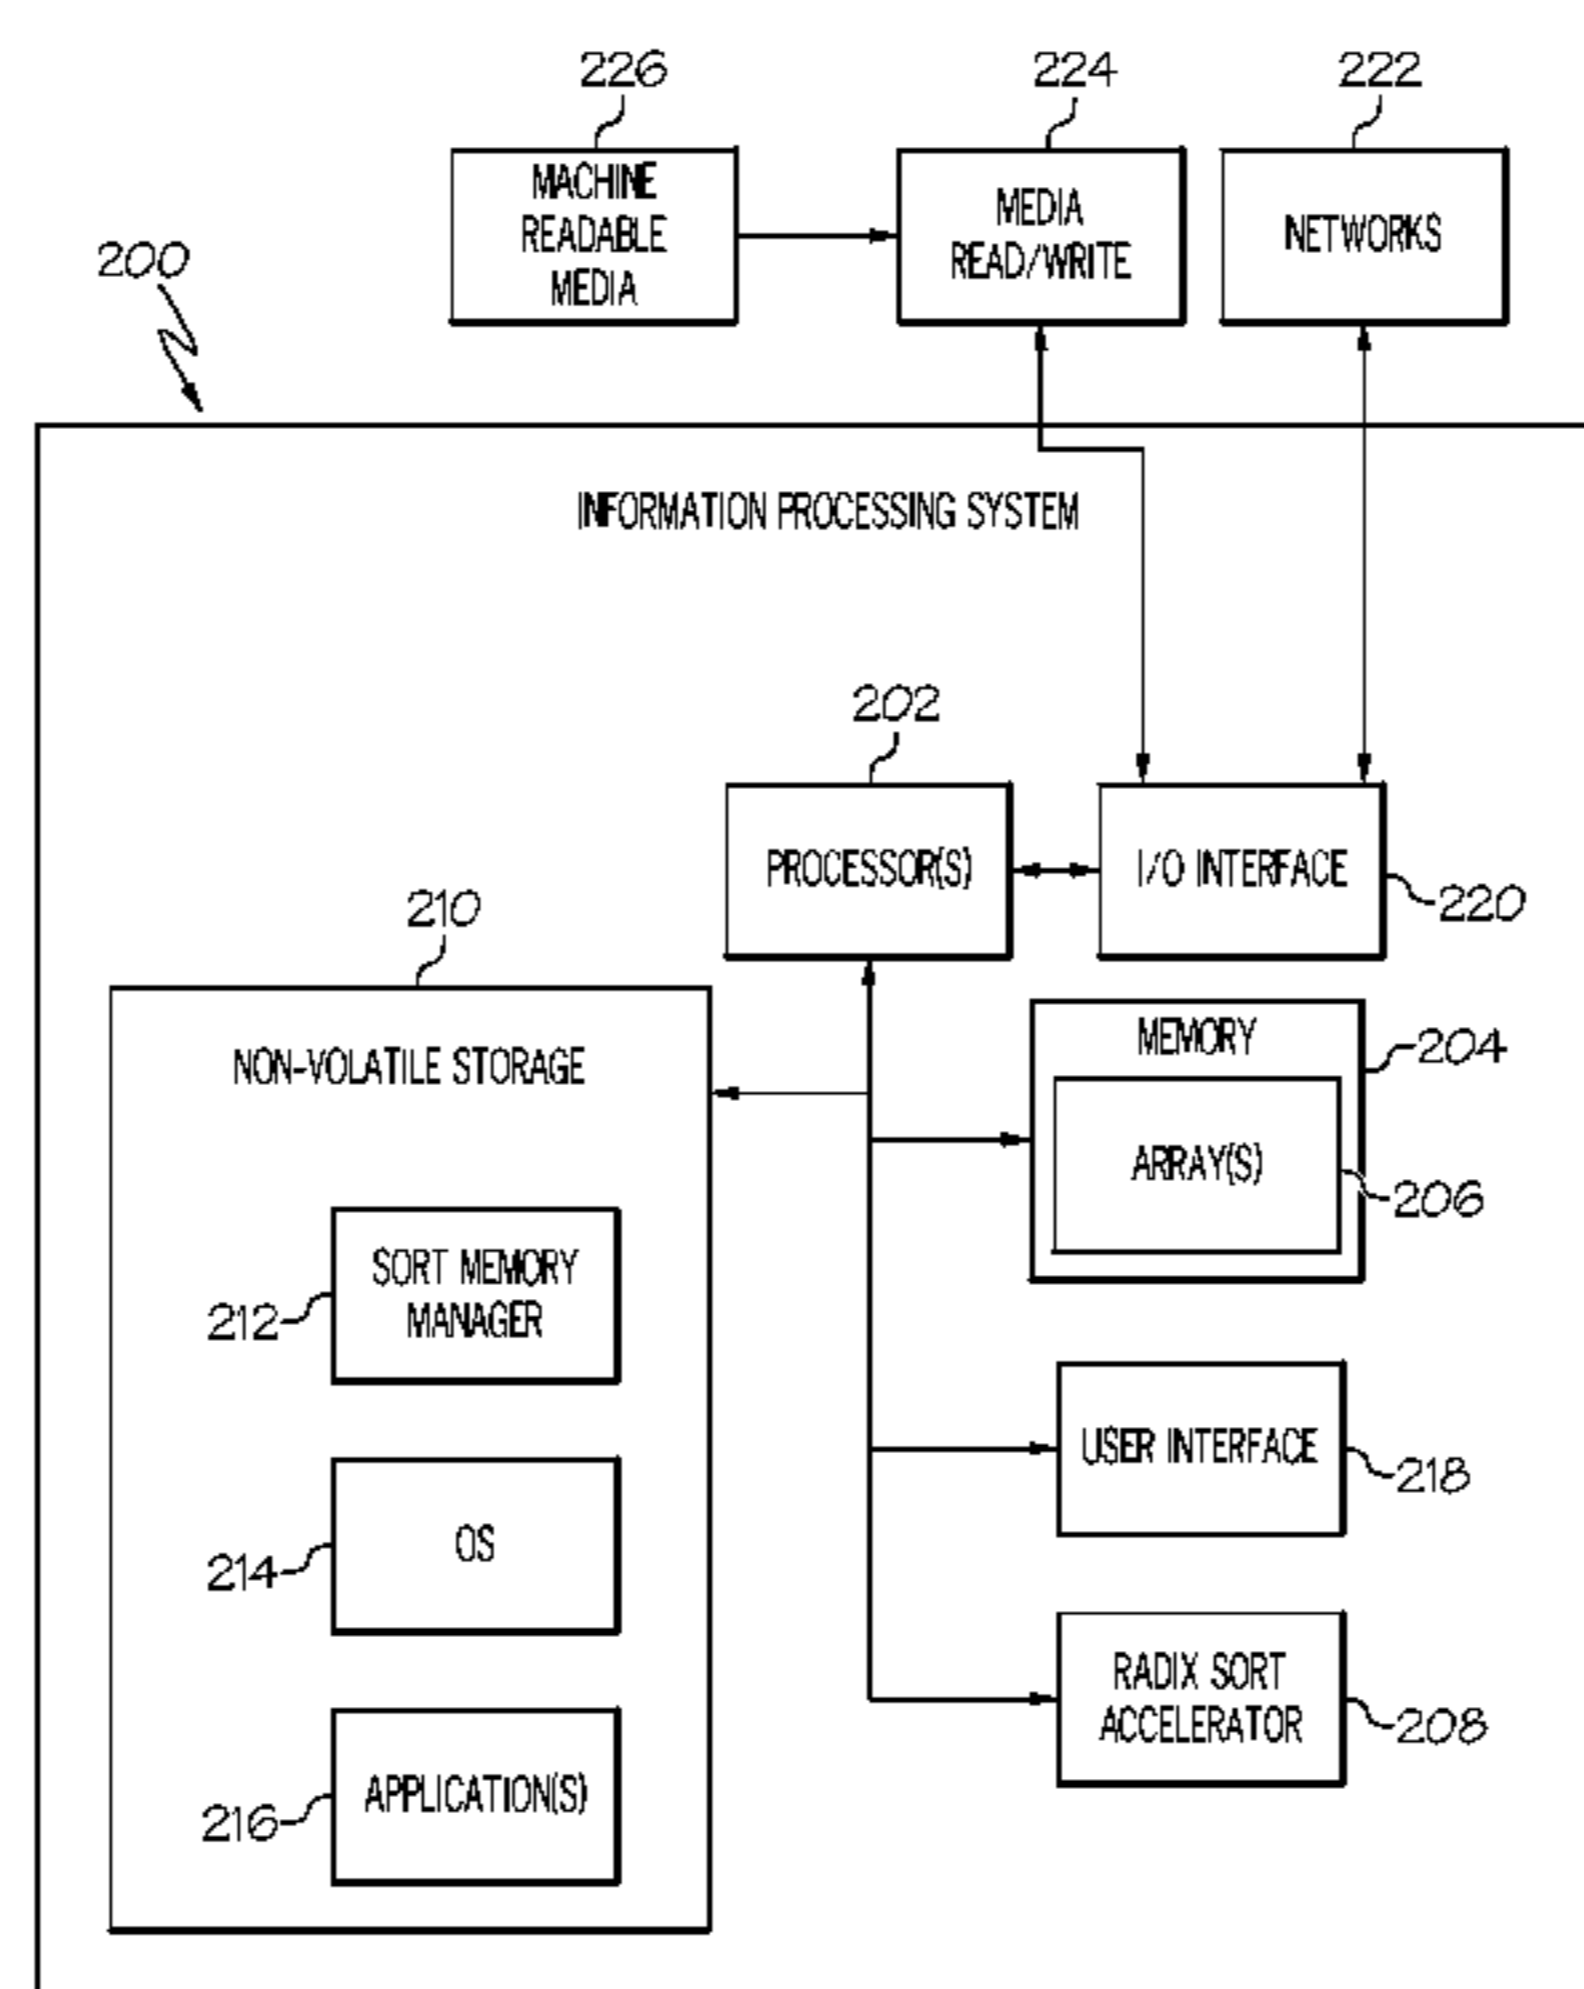 226
224
222
MACHINE
READABLE
MEDIA
MEDIA
READ/WRITE
NETWORKS
200
INFORMATION PROCESSING SYSTEM
202
PROCESSOR(S)
I/O INTERFACE
220
210
NON-VOLATILE STORAGE
MEMORY
204
ARRAY(S)
206
SORT MEMORY
MANAGER
212
USER INTERFACE
218
OS
214
RADIX SORT
ACCELERATOR
208
APPLICATION(S)
216